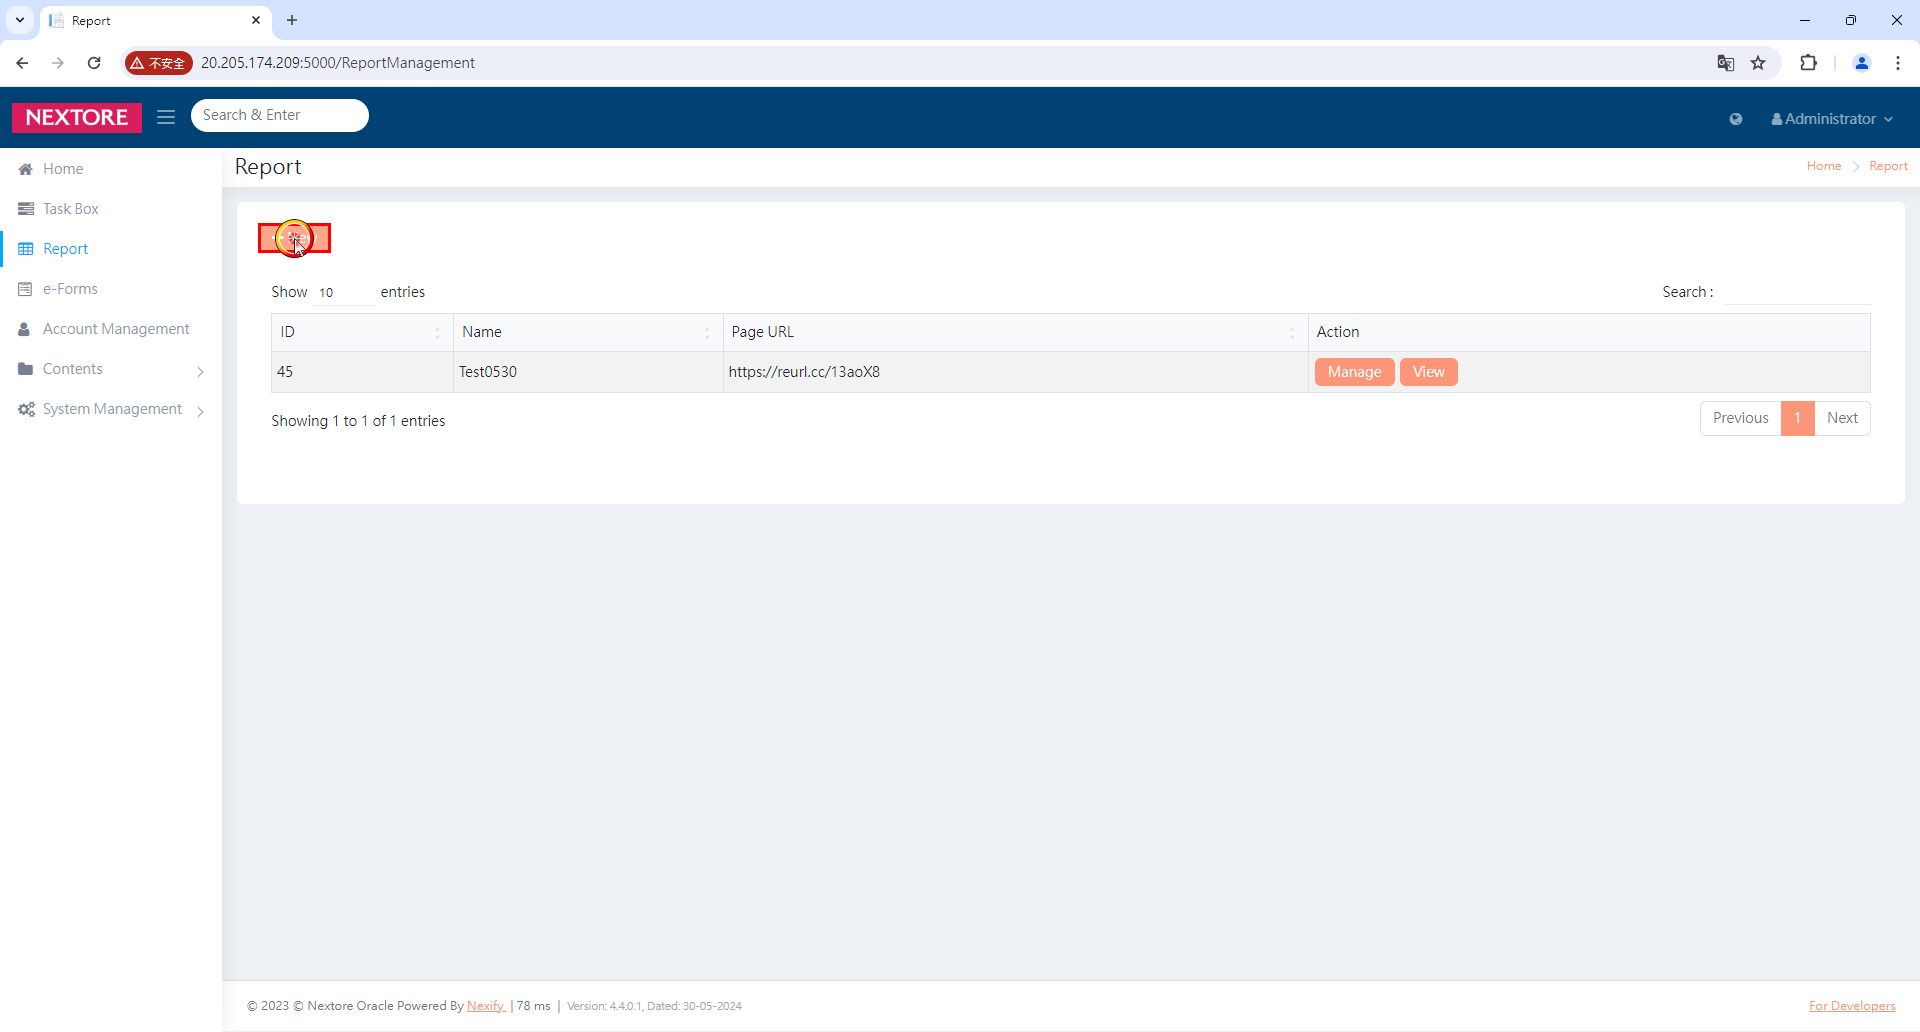 Report
不安全 20.205.174.209:5000/ReportManagement
NEXTORE Search & Enter Administrator
Home
Task Box
Report
e-Forms
Account Management
Contents
System Management
Report
Home Report
Show 10 entries
Search :
ID Name Page URL Action
45 Test0530 https://reurl.cc/13aoX8 Manage View
Showing 1 to 1 of 1 entries
Previous 1 Next
© 2023 © Nextore Oracle Powered By Nexify | 78 ms | Version: 4.4.0.1, Dated: 30-05-2024
For Developers